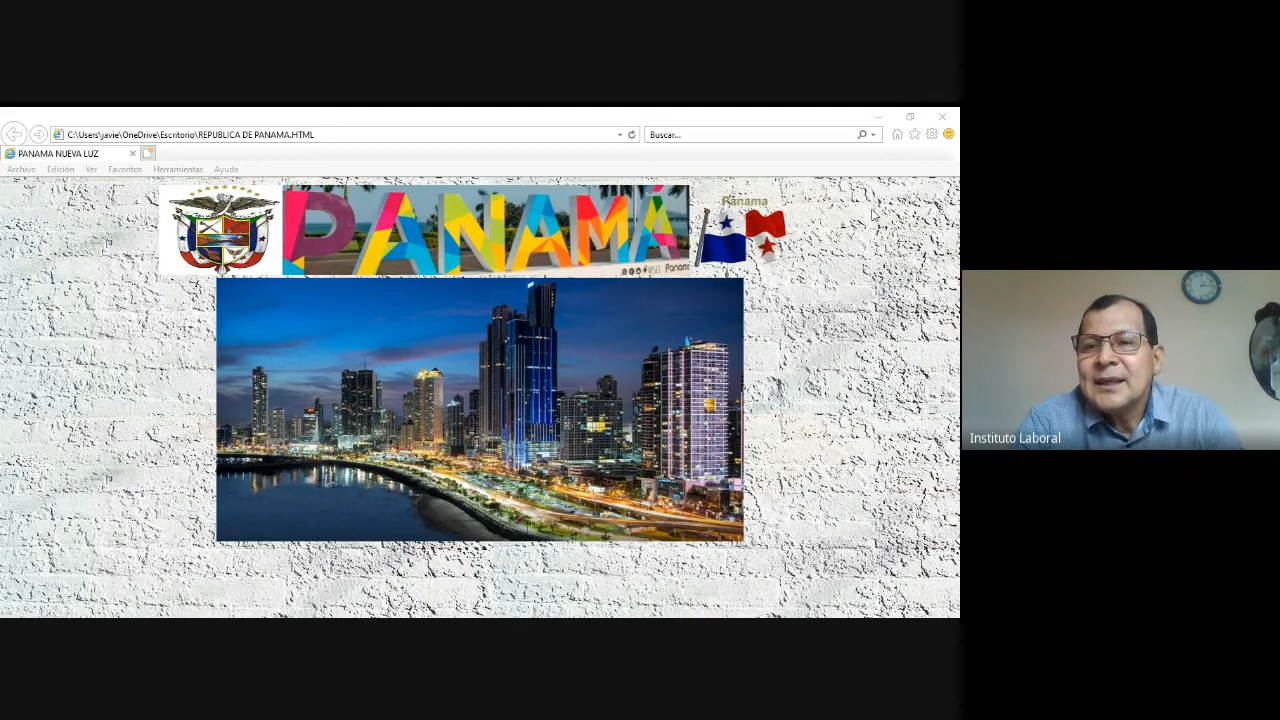 C:\Users\javie\OneDrive\Escritorio\REPUBLICA DE PANAMA.HTML
Buscar...
PANAMA NUEVA LUZ
Archivo Edición Ver Favoritos Herramientas Ayuda
PANAMÁ
Panama
Panamá
Instituto Laboral